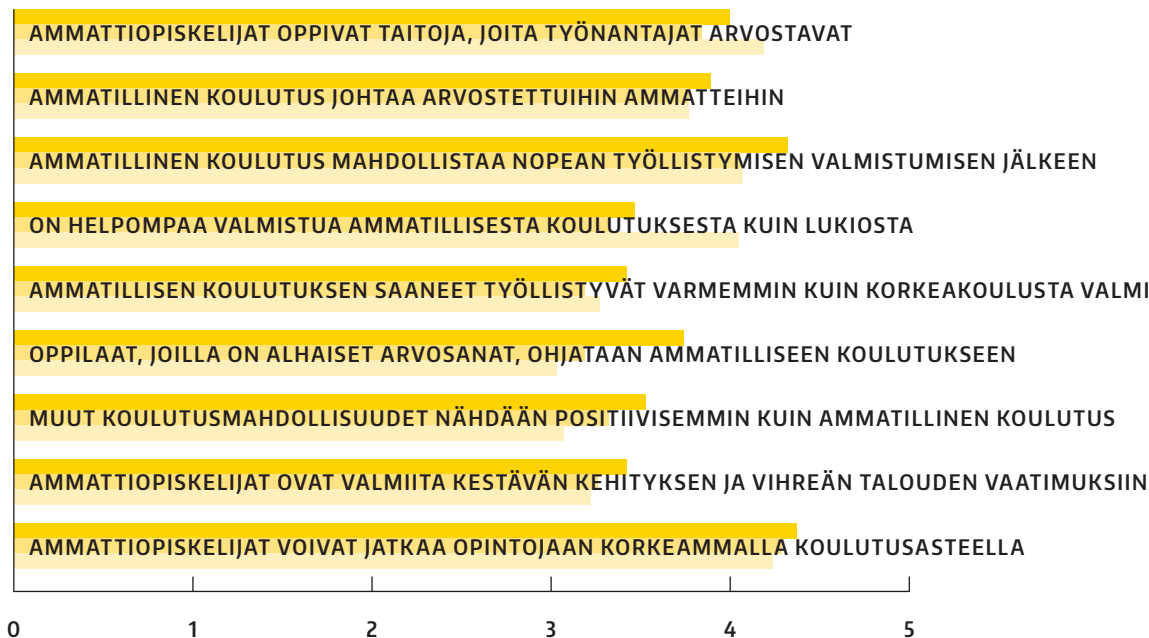 AMMATTIOPISKELIJAT OPPIVAT TAITOJA, JOITA TYÖNANTAJAT ARVOSTAVAT
AMMATILLINEN KOULUTUS JOHTAA ARVOSTETTUIHIN AMMATTEIHIN
AMMATILLINEN KOULUTUS MAHDOLLISTAA NOPEAN TYÖLLISTYMISEN VALMISTUMISEN JÄLKEEN
ON HELPOMPAA VALMISTUA AMMATILLISESTA KOULUTUKSESTA KUIN LUKIOSTA
AMMATILLISEN KOULUTUKSEN SAANEET TYÖLLISTYVÄT VARMEMMIN KUIN KORKEAKOULUSTA VALMI
OPPILAAT, JOILLA ON ALHAISET ARVOSANAT, OHJATAAN AMMATILLISEEN KOULUTUKSEEN
MUUT KOULUTUSMAHDOLLISUUDET NÄHDÄÄN POSITIIVISEMMIN KUIN AMMATILLINEN KOULUTUS
AMMATTIOPISKELIJAT OVAT VALMIITA KESTÄVÄN KEHITYKSEN JA VIHREÄN TALOUDEN VAATIMUKSIIN
AMMATTIOPISKELIJAT VOIVAT JATKAA OPINTOJAAN KORKEAMMALLA KOULUTUSASTEELLA
0 1 2 3 4 5